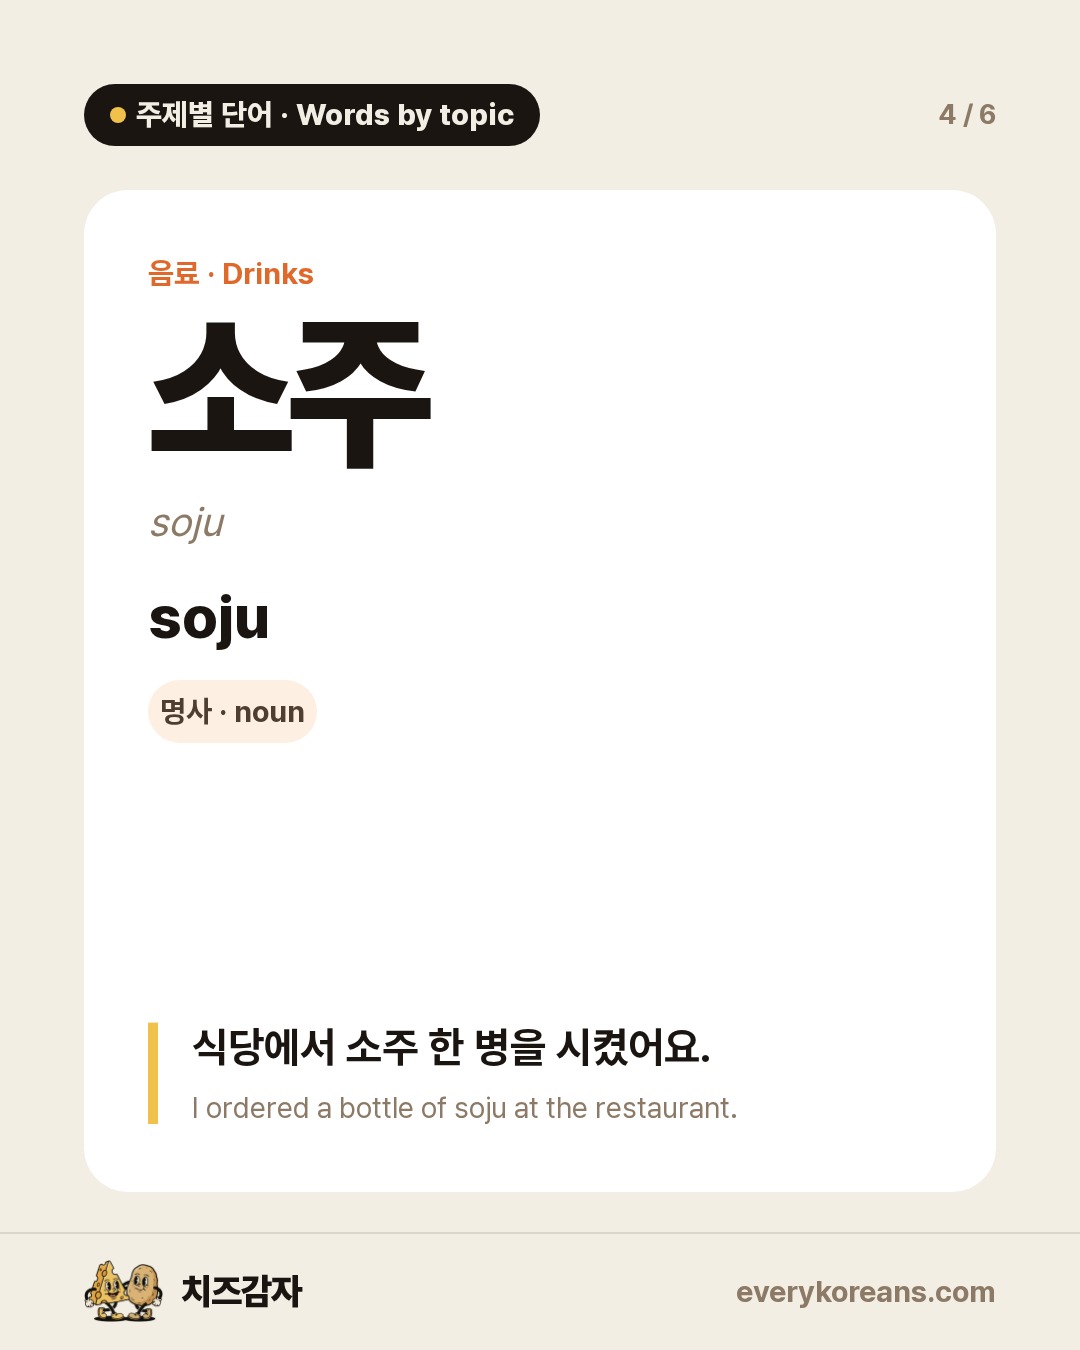 주제별 단어 · Words by topic
4 / 6
음료 · Drinks
소주
soju
soju
명사 · noun
식당에서 소주 한 병을 시켰어요.
I ordered a bottle of soju at the restaurant.
치즈감자
everykoreans.com